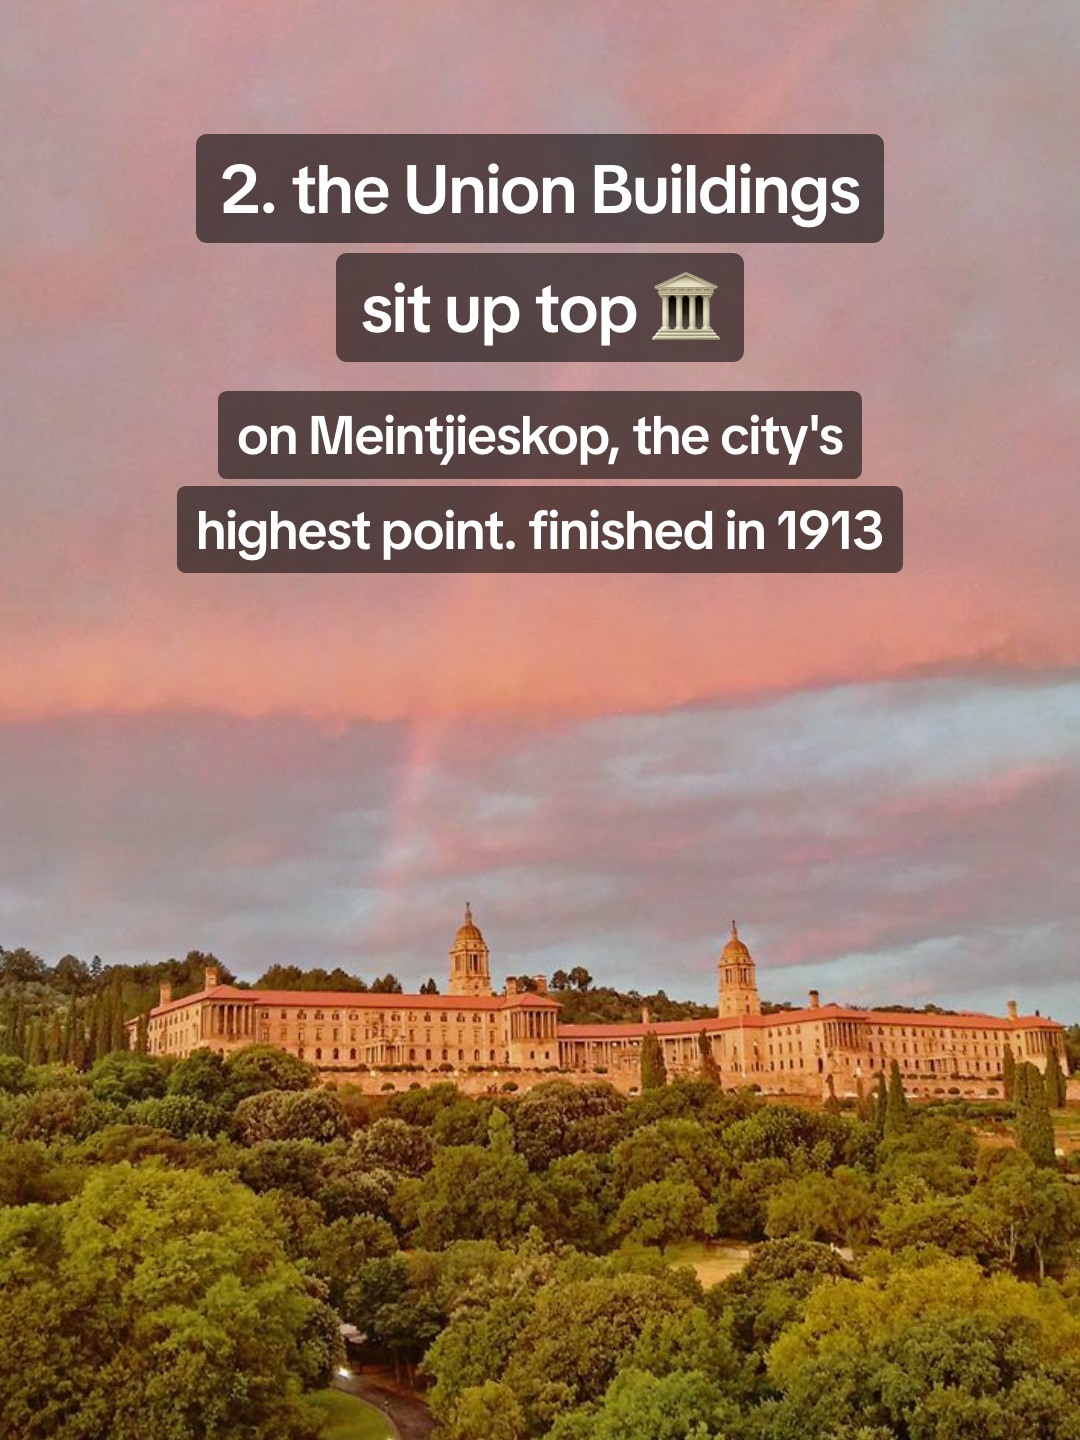 2. the Union Buildings
sit up top 🏛️
on Meintjieskop, the city's
highest point. finished in 1913